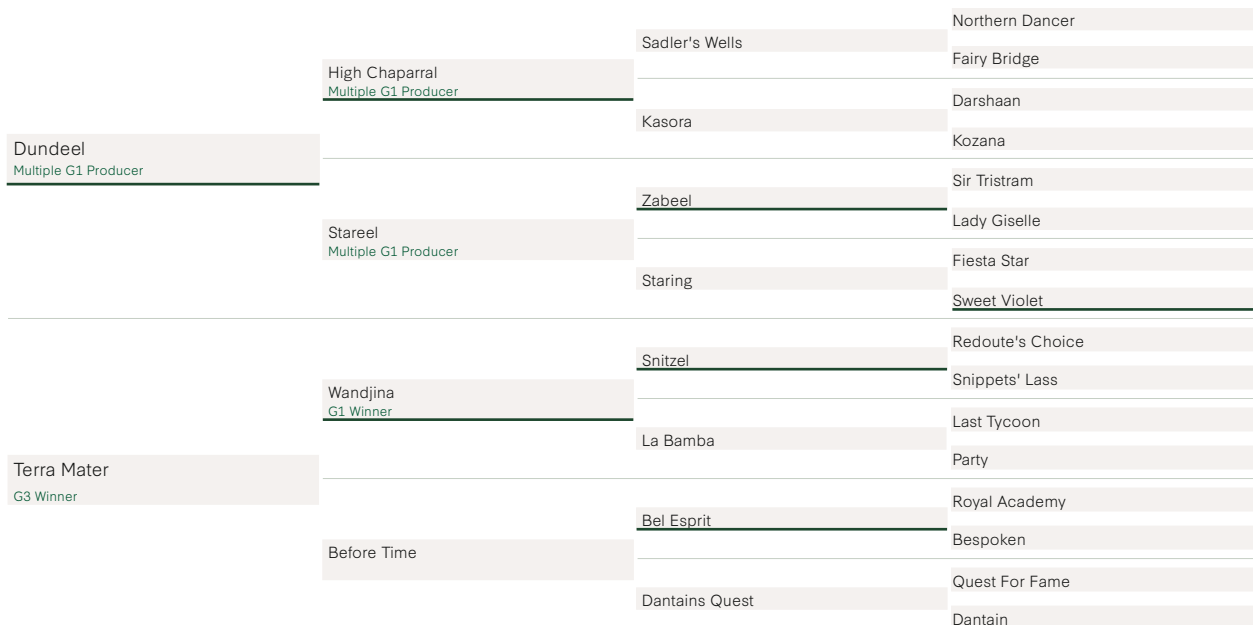 Dundeel
Multiple G1 Producer
High Chaparral
Multiple G1 Producer
Sadler's Wells
Northern Dancer
Fairy Bridge
Kasora
Darshaan
Kozana
Stareel
Multiple G1 Producer
Zabeel
Sir Tristram
Lady Giselle
Staring
Fiesta Star
Sweet Violet
Terra Mater
G3 Winner
Wandjina
G1 Winner
Snitzel
Redoute's Choice
Snippets' Lass
La Bamba
Last Tycoon
Party
Before Time
Bel Esprit
Royal Academy
Bespoken
Dantains Quest
Quest For Fame
Dantain